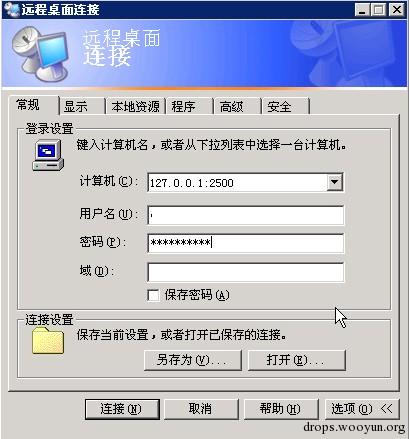 远程桌面连接
远程桌面
连接
常规 显示 本地资源 程序 高级 安全
登录设置
键入计算机名，或者从下拉列表中选择一台计算机。
计算机(C): 127.0.0.1:2500
用户名(U):
密码(P): **********
域(D):
保存密码(A)
连接设置
保存当前设置，或者打开已保存的连接。
另存为(V)... 打开(E)...
连接(N) 取消 帮助(H) 选项(O) <<
drops.wooyun.org